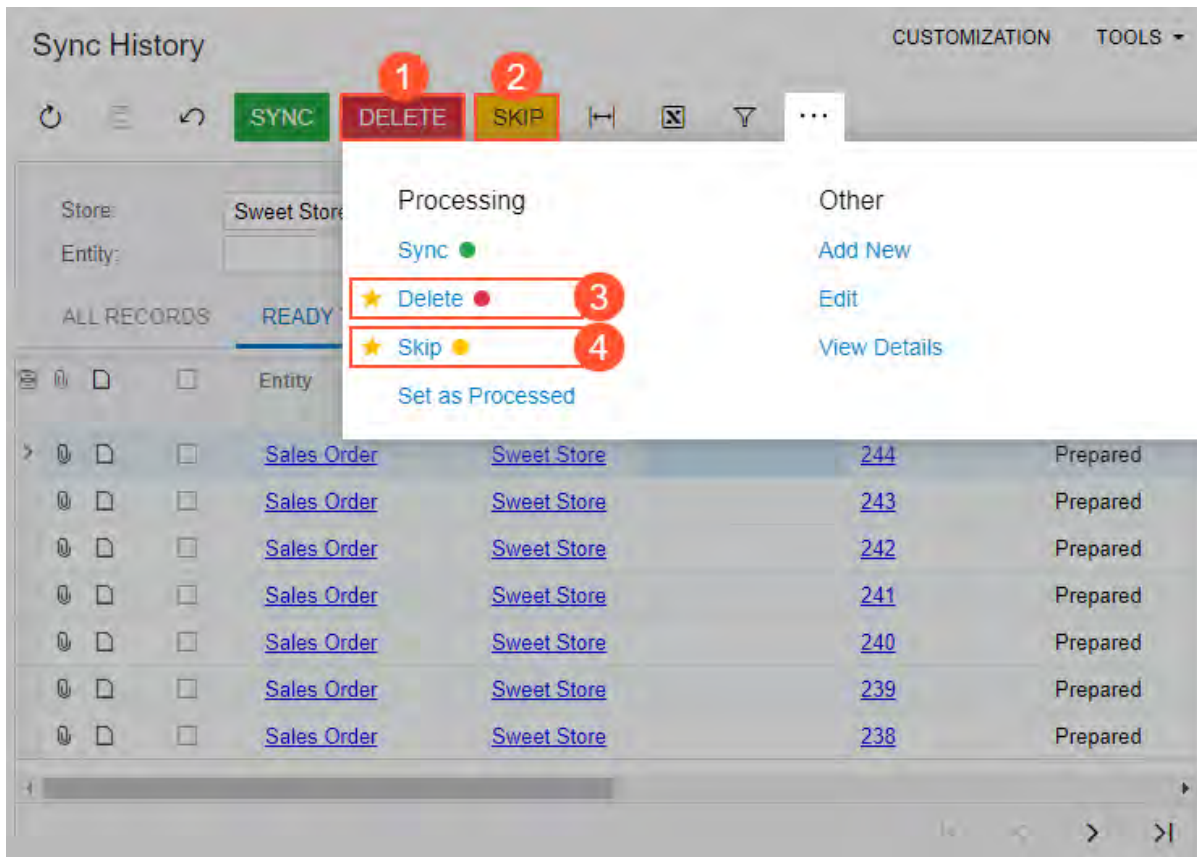 Sync History
CUSTOMIZATION TOOLS
1 2
SYNC DELETE SKIP ...
Processing Other
Store: Sweet Store
Sync Add New
Entity:
Delete 3 Edit
ALL RECORDS READY
Skip 4 View Details
Entity
Set as Processed
Sales Order Sweet Store 244 Prepared
Sales Order Sweet Store 243 Prepared
Sales Order Sweet Store 242 Prepared
Sales Order Sweet Store 241 Prepared
Sales Order Sweet Store 240 Prepared
Sales Order Sweet Store 239 Prepared
Sales Order Sweet Store 238 Prepared